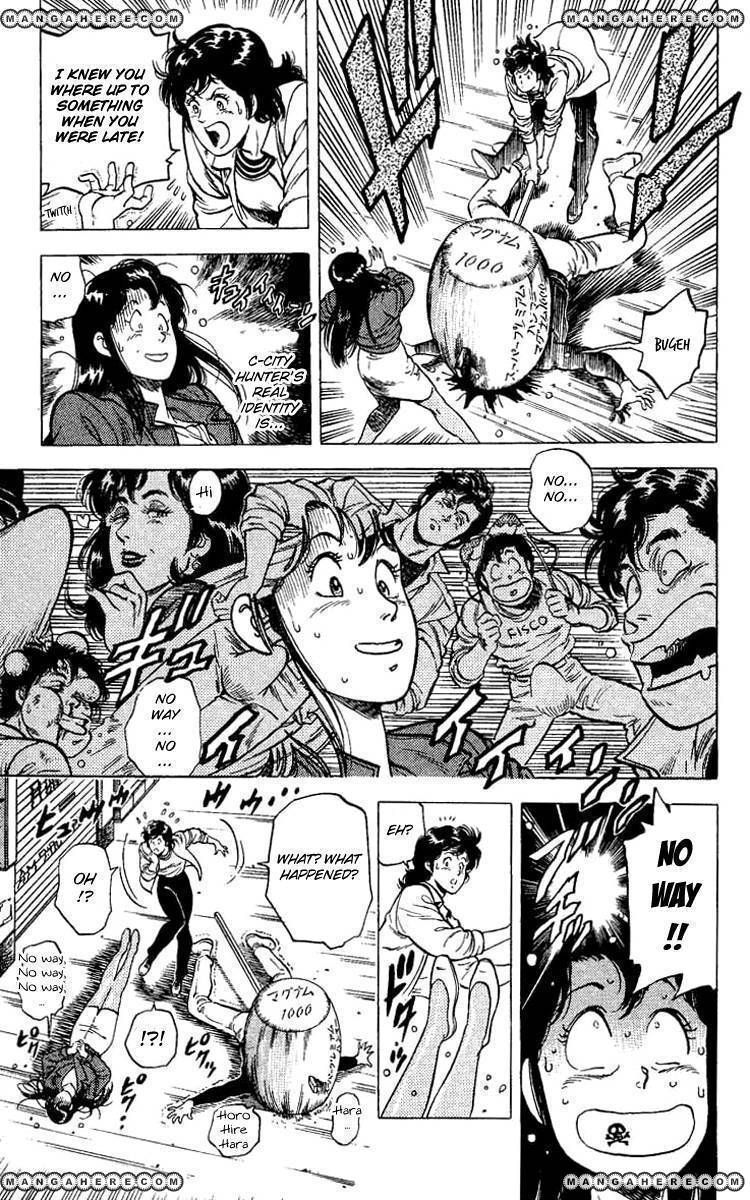 MANGAHERE.COM
MANGAHERE.COM
I KNEW YOU
WHERE UP TO
SOMETHING
WHEN YOU
WERE LATE!
TWITCH
マグナム
1000
BUGEH
NO
...
C-CITY
HUNTER'S
REAL
IDENTITY
IS...
NO...
NO...
Hi
FISCO
NO
WAY
...
NO ...
NO
WAY
!!
EH?
WHAT? WHAT
HAPPENED?
OH
!?
No way,
No way,
No way,
...
!?!
マグナム
1000
Horo
Hire
Hara
Hara
...
MANGAHERE.COM
MANGAHERE.COM